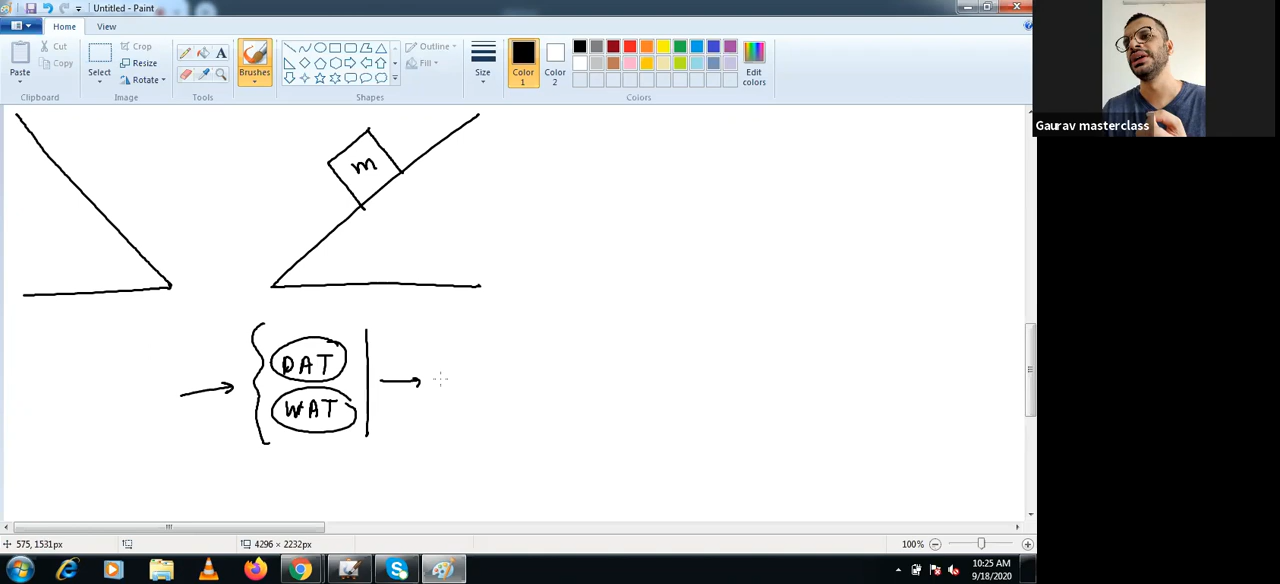 Untitled - Paint
Home View
Cut
Copy
Paste
Crop
Resize
Rotate
Select
A
Brushes
Outline
Fill
Size
Color 1
Color 2
Edit colors
Clipboard Image Tools Shapes Colors
Gaurav masterclass
m
DAT
WAT
575, 1531px
4296 × 2232px
100%
10:25 AM
9/18/2020